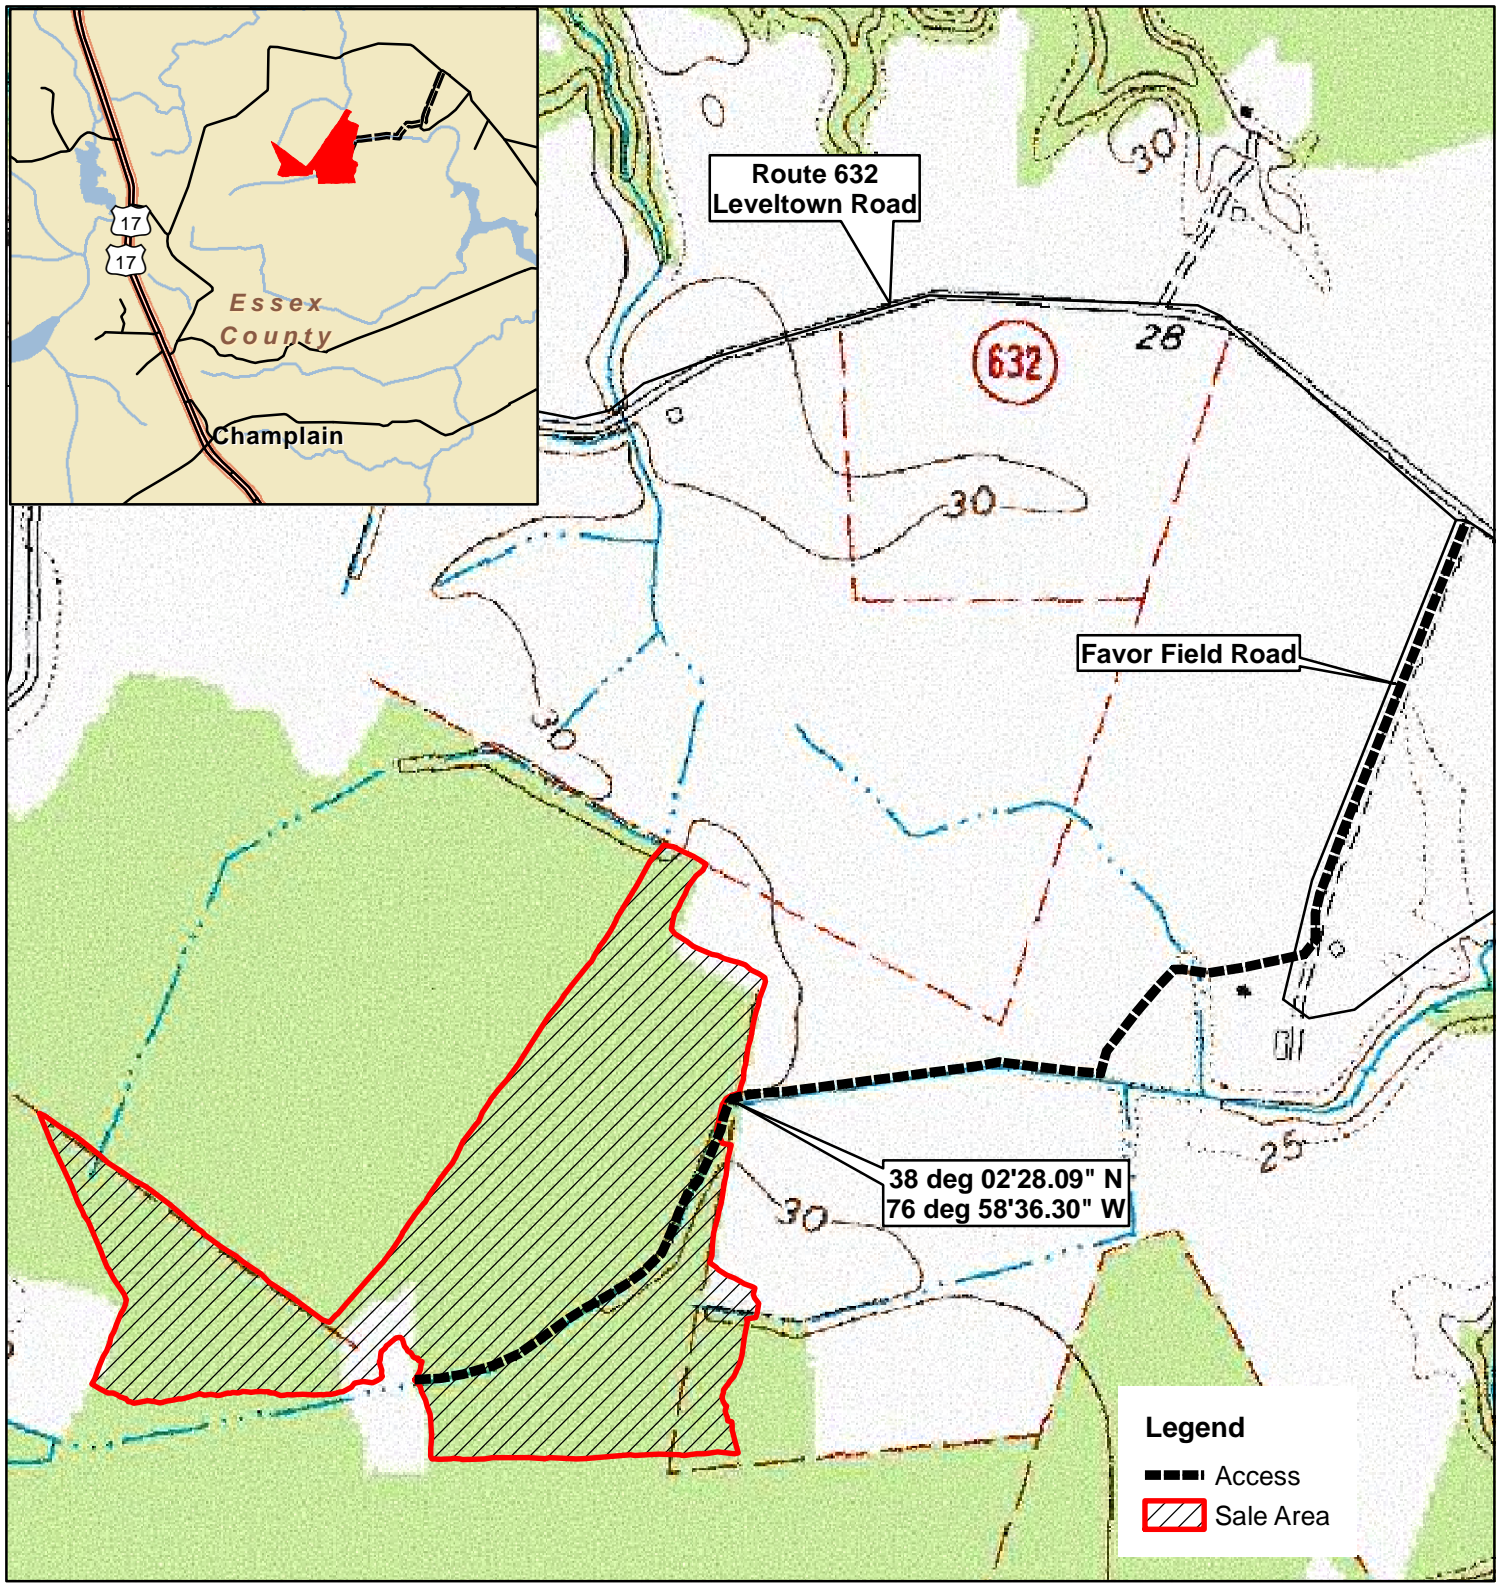 17
17
Essex
County
Champlain
Route 632
Leveltown Road
30
28
632
30
Favor Field Road
30
38 deg 02'28.09" N
76 deg 58'36.30" W
25
30
Legend
Access
Sale Area